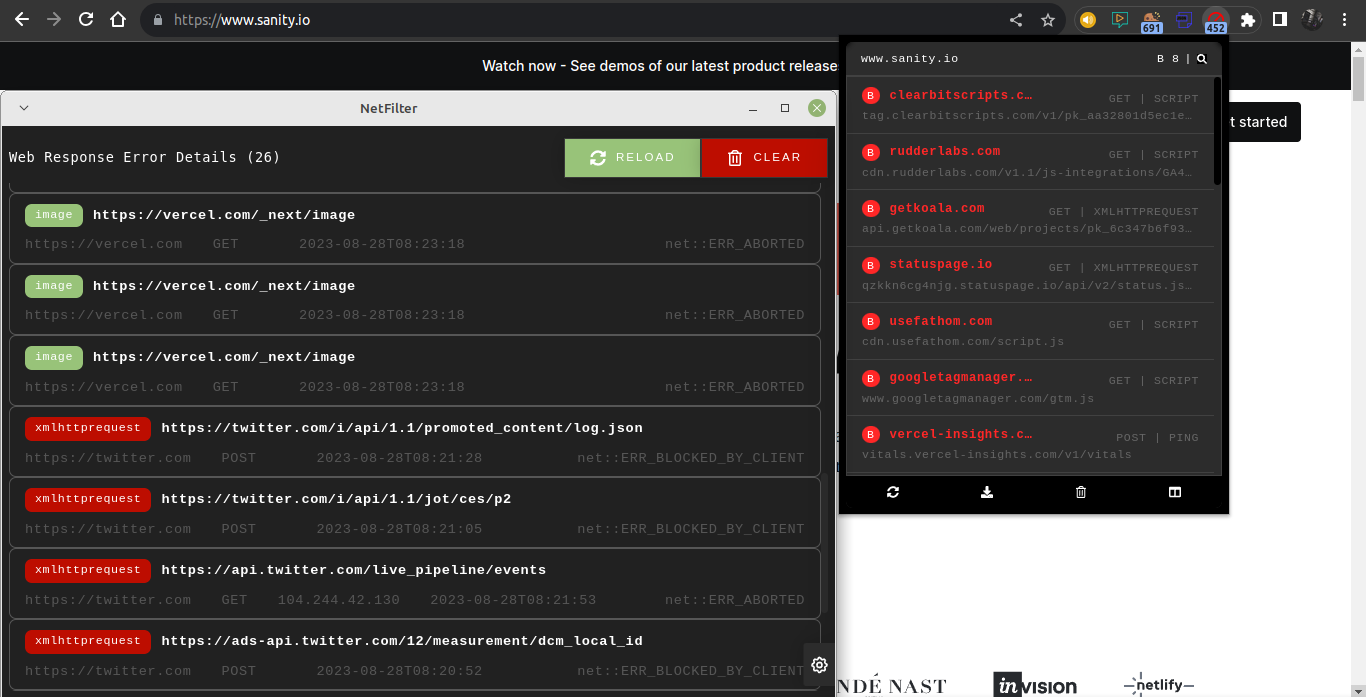 https://www.sanity.io
691
452
Watch now - See demos of our latest product release
t started
NetFilter
Web Response Error Details (26)
RELOAD
CLEAR
image https://vercel.com/_next/image
https://vercel.com GET 2023-08-28T08:23:18 net::ERR_ABORTED
image https://vercel.com/_next/image
https://vercel.com GET 2023-08-28T08:23:18 net::ERR_ABORTED
image https://vercel.com/_next/image
https://vercel.com GET 2023-08-28T08:23:18 net::ERR_ABORTED
xmlhttprequest https://twitter.com/i/api/1.1/promoted_content/log.json
https://twitter.com POST 2023-08-28T08:21:28 net::ERR_BLOCKED_BY_CLIENT
xmlhttprequest https://twitter.com/i/api/1.1/jot/ces/p2
https://twitter.com POST 2023-08-28T08:21:05 net::ERR_BLOCKED_BY_CLIENT
xmlhttprequest https://api.twitter.com/live_pipeline/events
https://twitter.com GET 104.244.42.130 2023-08-28T08:21:53 net::ERR_ABORTED
xmlhttprequest https://ads-api.twitter.com/12/measurement/dcm_local_id
https://twitter.com POST 2023-08-28T08:20:52 net::ERR_BLOCKED_BY_CLIENT
www.sanity.io B 8 |
B clearbitscripts.c… GET | SCRIPT
tag.clearbitscripts.com/v1/pk_aa32801d5ec1e…
B rudderlabs.com GET | SCRIPT
cdn.rudderlabs.com/v1.1/js-integrations/GA4…
B getkoala.com GET | XMLHTTPREQUEST
api.getkoala.com/web/projects/pk_6c347b6f93…
B statuspage.io GET | XMLHTTPREQUEST
qzkkn6cg4njg.statuspage.io/api/v2/status.js…
B usefathom.com GET | SCRIPT
cdn.usefathom.com/script.js
B googletagmanager.… GET | SCRIPT
www.googletagmanager.com/gtm.js
B vercel-insights.c… POST | PING
vitals.vercel-insights.com/v1/vitals
NDÉ NAST
invision
netlify